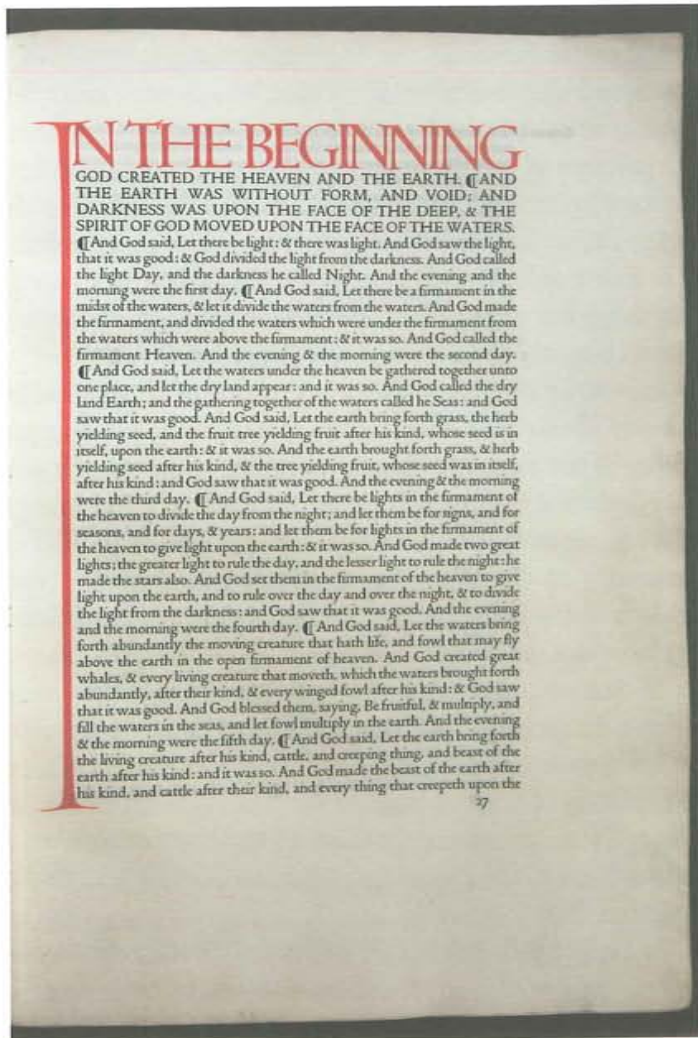 IN THE BEGINNING
GOD CREATED THE HEAVEN AND THE EARTH. ⁋AND
THE EARTH WAS WITHOUT FORM, AND VOID; AND
DARKNESS WAS UPON THE FACE OF THE DEEP, & THE
SPIRIT OF GOD MOVED UPON THE FACE OF THE WATERS.
⁋And God said, Let there be light: & there was light. And God saw the light,
that it was good: & God divided the light from the darkness. And God called
the light Day, and the darkness he called Night. And the evening and the
morning were the first day. ⁋And God said, Let there be a firmament in the
midst of the waters, & let it divide the waters from the waters. And God made
the firmament, and divided the waters which were under the firmament from
the waters which were above the firmament: & it was so. And God called the
firmament Heaven. And the evening & the morning were the second day.
⁋And God said, Let the waters under the heaven be gathered together unto
one place, and let the dry land appear: and it was so. And God called the dry
land Earth; and the gathering together of the waters called he Seas: and God
saw that it was good. And God said, Let the earth bring forth grass, the herb
yielding seed, and the fruit tree yielding fruit after his kind, whose seed is in
itself, upon the earth: & it was so. And the earth brought forth grass, & herb
yielding seed after his kind, & the tree yielding fruit, whose seed was in itself,
after his kind: and God saw that it was good. And the evening & the morning
were the third day. ⁋And God said, Let there be lights in the firmament of
the heaven to divide the day from the night; and let them be for signs, and for
seasons, and for days, & years: and let them be for lights in the firmament of
the heaven to give light upon the earth: & it was so. And God made two great
lights; the greater light to rule the day, and the lesser light to rule the night: he
made the stars also. And God set them in the firmament of the heaven to give
light upon the earth, and to rule over the day and over the night, & to divide
the light from the darkness: and God saw that it was good. And the evening
and the morning were the fourth day. ⁋And God said, Let the waters bring
forth abundantly the moving creature that hath life, and fowl that may fly
above the earth in the open firmament of heaven. And God created great
whales, & every living creature that moveth, which the waters brought forth
abundantly, after their kind, & every winged fowl after his kind: & God saw
that it was good. And God blessed them, saying, Be fruitful, & multiply, and
fill the waters in the seas, and let fowl multiply in the earth. And the evening
& the morning were the fifth day. ⁋And God said, Let the earth bring forth
the living creature after his kind, cattle, and creeping thing, and beast of the
earth after his kind: and it was so. And God made the beast of the earth after
his kind, and cattle after their kind, and every thing that creepeth upon the
27